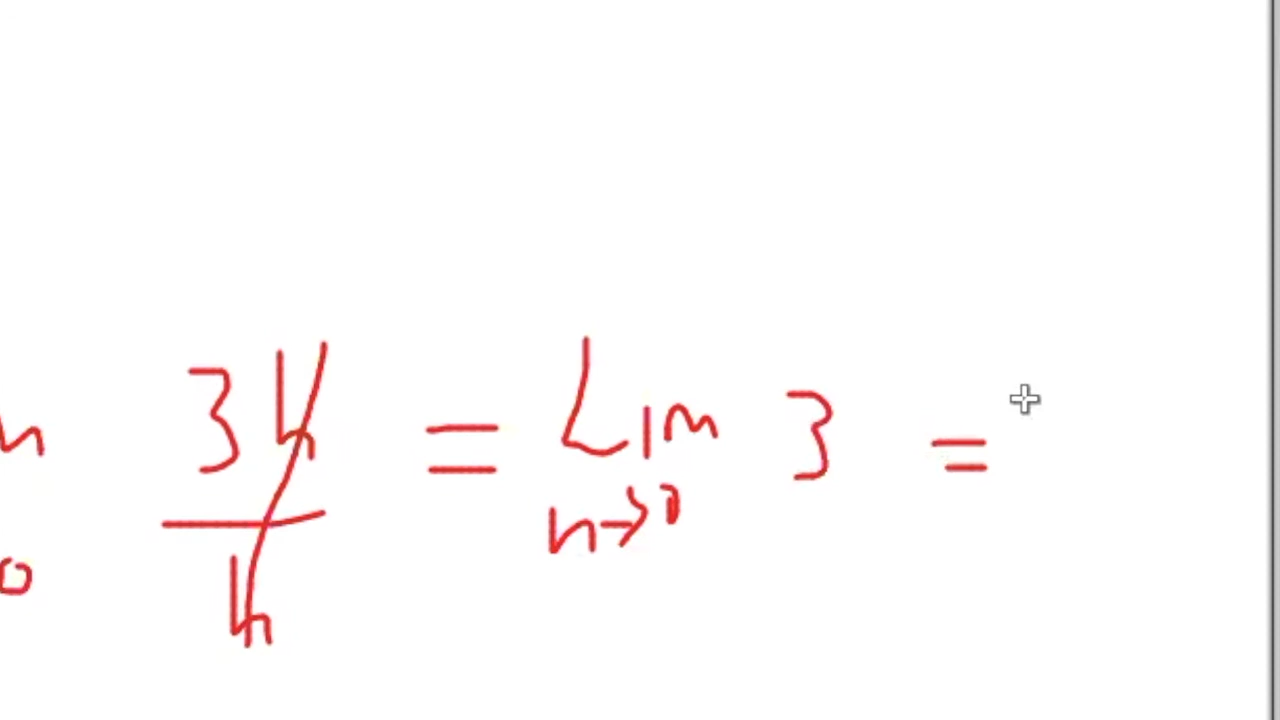 m 3h = Lim 3 =
o h h→0